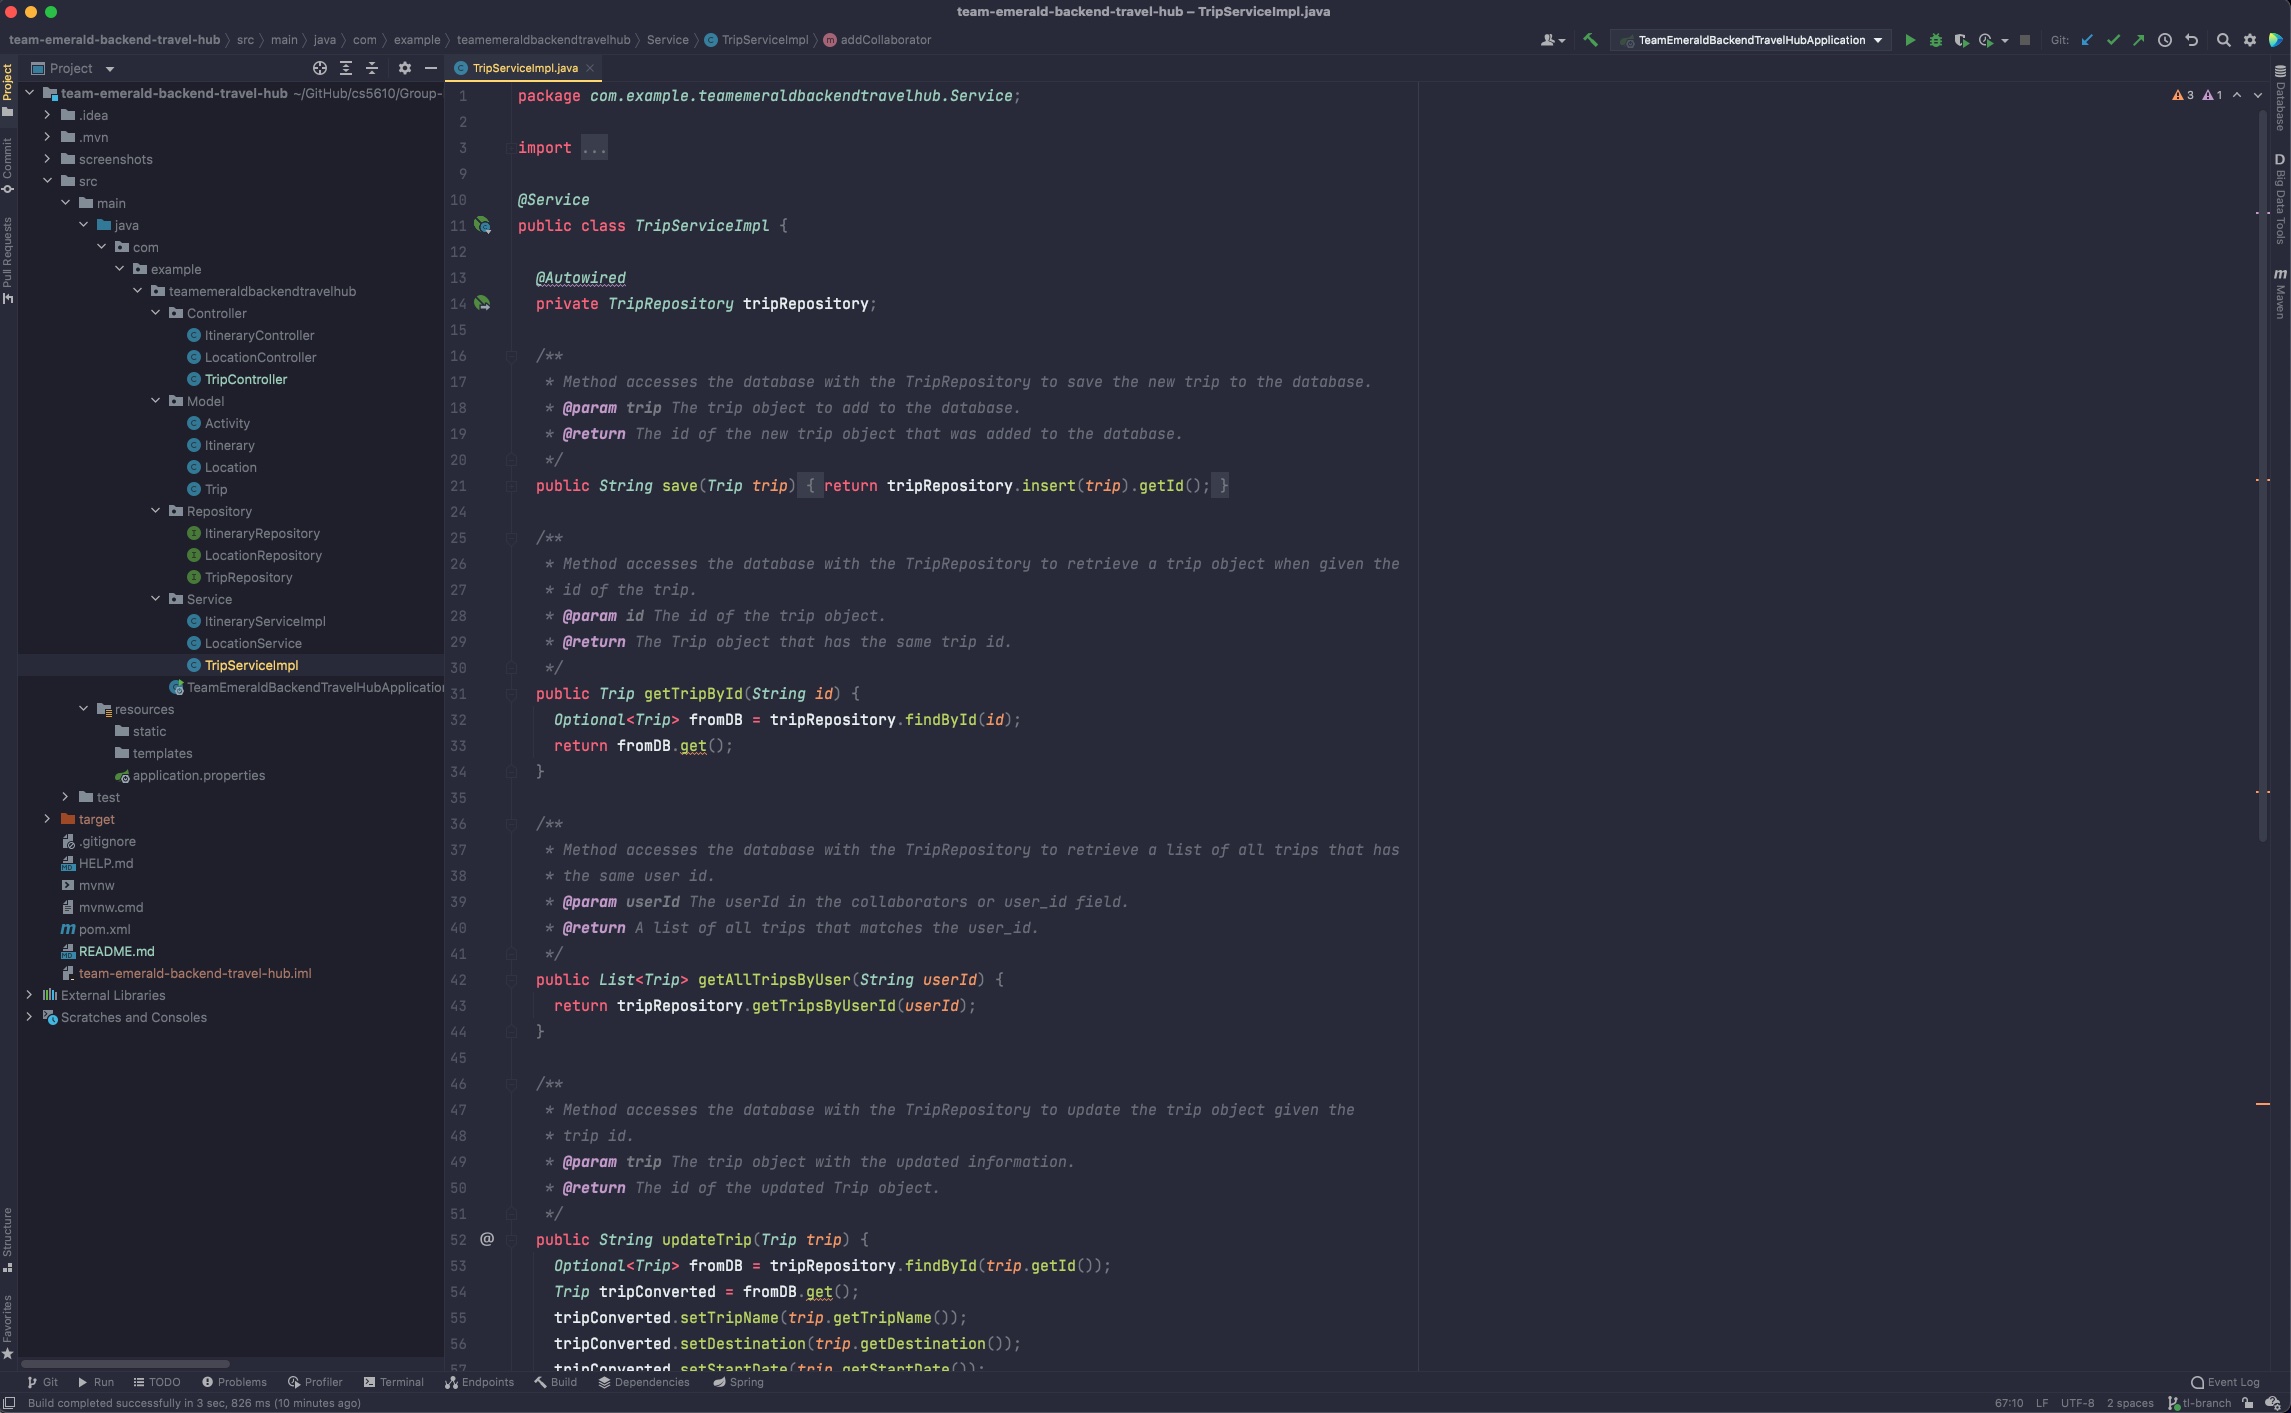 team-emerald-backend-travel-hub – TripServiceImpl.java
team-emerald-backend-travel-hub 〉 src 〉 main 〉 java 〉 com 〉 example 〉 teamemeraldbackendtravelhub 〉 Service 〉 TripServiceImpl 〉 addCollaborator
TeamEmeraldBackendTravelHubApplication
Git:
Project
TripServiceImpl.java
Project
Commit
Pull Requests
Structure
Favorites
team-emerald-backend-travel-hub ~/GitHub/cs5610/Group-
.idea
.mvn
screenshots
src
main
java
com
example
teamemeraldbackendtravelhub
Controller
ItineraryController
LocationController
TripController
Model
Activity
Itinerary
Location
Trip
Repository
ItineraryRepository
LocationRepository
TripRepository
Service
ItineraryServiceImpl
LocationService
TripServiceImpl
TeamEmeraldBackendTravelHubApplication
resources
static
templates
application.properties
test
target
.gitignore
HELP.md
mvnw
mvnw.cmd
pom.xml
README.md
team-emerald-backend-travel-hub.iml
External Libraries
Scratches and Consoles
1 package com.example.teamemeraldbackendtravelhub.Service;
2
3 import ...
9
10 @Service
11 public class TripServiceImpl {
12
13 @Autowired
14 private TripRepository tripRepository;
15
16 /**
17 * Method accesses the database with the TripRepository to save the new trip to the database.
18 * @param trip The trip object to add to the database.
19 * @return The id of the new trip object that was added to the database.
20 */
21 public String save(Trip trip) { return tripRepository.insert(trip).getId(); }
24
25 /**
26 * Method accesses the database with the TripRepository to retrieve a trip object when given the
27 * id of the trip.
28 * @param id The id of the trip object.
29 * @return The Trip object that has the same trip id.
30 */
31 public Trip getTripById(String id) {
32 Optional<Trip> fromDB = tripRepository.findById(id);
33 return fromDB.get();
34 }
35
36 /**
37 * Method accesses the database with the TripRepository to retrieve a list of all trips that has
38 * the same user id.
39 * @param userId The userId in the collaborators or user_id field.
40 * @return A list of all trips that matches the user_id.
41 */
42 public List<Trip> getAllTripsByUser(String userId) {
43 return tripRepository.getTripsByUserId(userId);
44 }
45
46 /**
47 * Method accesses the database with the TripRepository to update the trip object given the
48 * trip id.
49 * @param trip The trip object with the updated information.
50 * @return The id of the updated Trip object.
51 */
52 @ public String updateTrip(Trip trip) {
53 Optional<Trip> fromDB = tripRepository.findById(trip.getId());
54 Trip tripConverted = fromDB.get();
55 tripConverted.setTripName(trip.getTripName());
56 tripConverted.setDestination(trip.getDestination());
57 tripConverted.setStartDate(trip.getStartDate());
3 1
Database
D Big Data Tools
m Maven
Git Run TODO Problems Profiler Terminal Endpoints Build Dependencies Spring Event Log
Build completed successfully in 3 sec, 826 ms (10 minutes ago) 67:10 LF UTF-8 2 spaces tl-branch